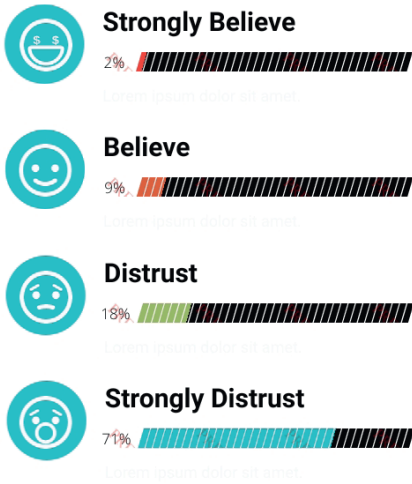 Strongly Believe
$ $
2%
Lorem ipsum dolor sit amet.
Believe
9%
Lorem ipsum dolor sit amet.
Distrust
18%
Lorem ipsum dolor sit amet.
Strongly Distrust
71%
Lorem ipsum dolor sit amet.